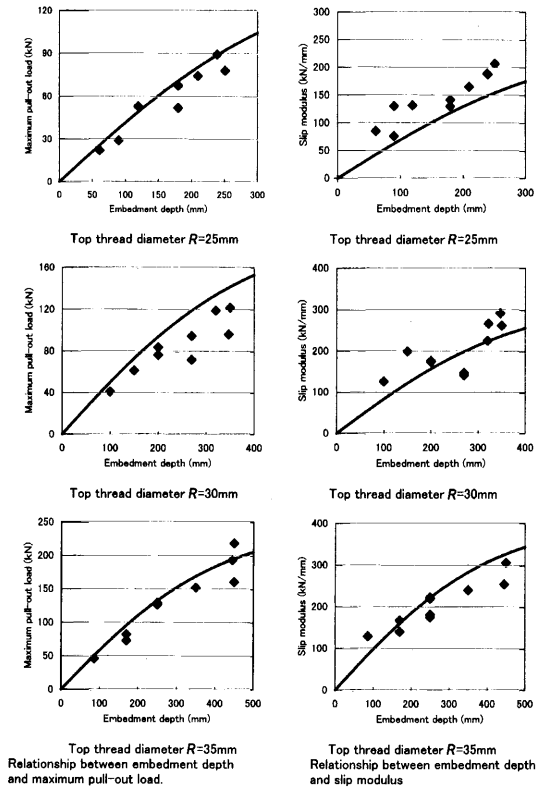 Maximum pull-out load (kN)
120
90
60
30
0
0 50 100 150 200 250 300
Embedment depth (mm)
Top thread diameter R=25mm
Slip modulus (kN/mm)
300
250
200
150
100
50
0
0 100 200 300
Embedment depth (mm)
Top thread diameter R=25mm
Maximum pull-out load (kN)
160
120
80
40
0
0 100 200 300 400
Embedment depth (mm)
Top thread diameter R=30mm
Slip modulus (kN/mm)
400
300
200
100
0
0 100 200 300 400
Embedment depth (mm)
Top thread diameter R=30mm
Maximum pull-out load (kN)
250
200
150
100
50
0
0 100 200 300 400 500
Embedment depth (mm)
Top thread diameter R=35mm
Relationship between embedment depth
and maximum pull-out load.
Slip modulus (kN/mm)
400
300
200
100
0
0 100 200 300 400 500
Embedment depth (mm)
Top thread diameter R=35mm
Relationship between embedment depth
and slip modulus